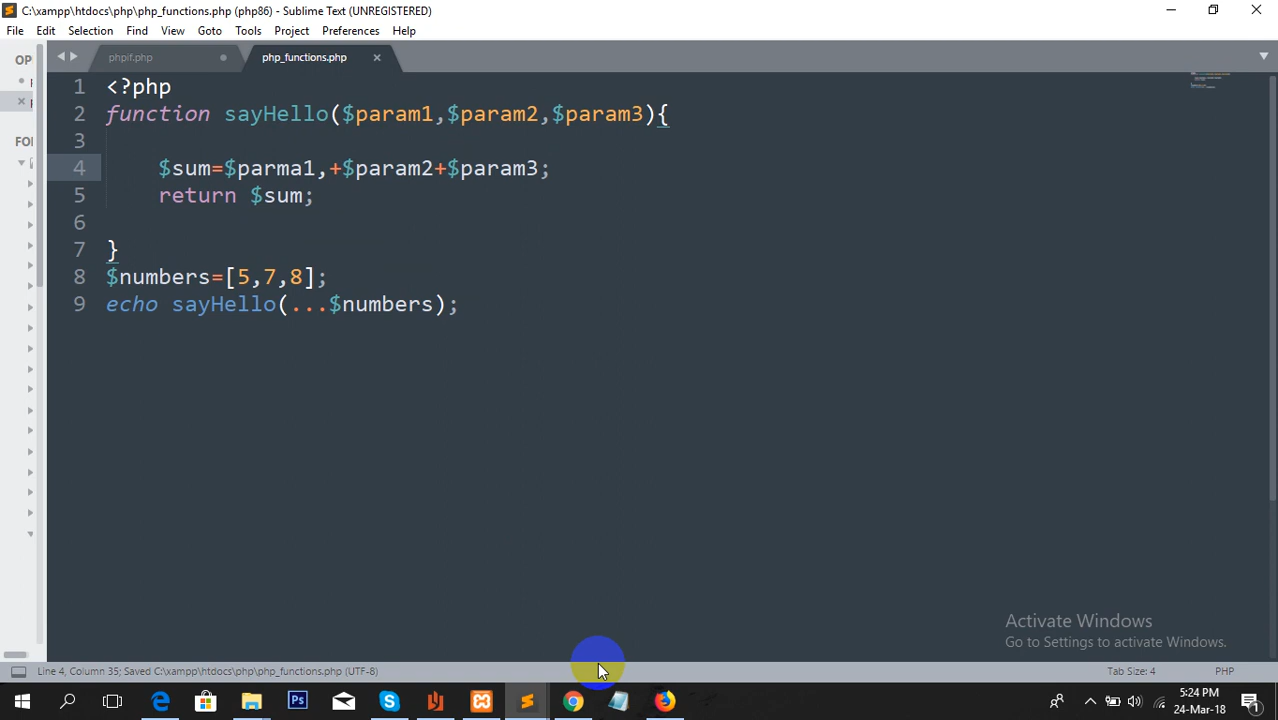 C:\xampp\htdocs\php\php_functions.php (php86) - Sublime Text (UNREGISTERED)
File Edit Selection View Goto Tools Project Preferences Help
phpif.php php_functions.php
1 <?php
2 function sayHello($param1,$param2,$param3){
3
4 $sum=$parma1,+$param2+$param3;
5 return $sum;
6
7 }
8 $numbers=[5,7,8];
9 echo sayHello(...$numbers);
Activate Windows
Go to Settings to activate Windows.
Line 4, Column 35; Saved C:\xampp\htdocs\php\php_functions.php (UTF-8) Tab Size: 4 PHP
Ps
5:24 PM
24-Mar-18
1